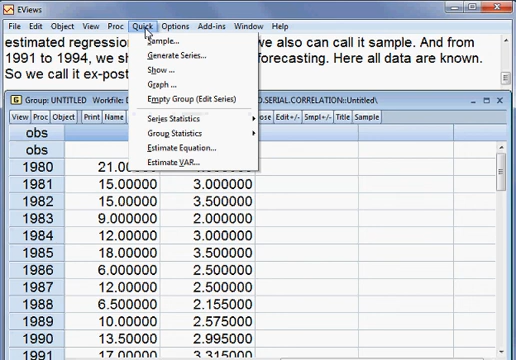 EViews
File Edit Object View Proc Quick Options Add-ins Window Help
estimated regression we also can call it sample. And from
1991 to 1994, we sh forecasting. Here all data are known.
So we call it ex-post
Sample...
Generate Series...
Show ...
Graph ...
Empty Group (Edit Series)
Series Statistics
Group Statistics
Estimate Equation...
Estimate VAR...
Group: UNTITLED Workfile: D.SERIAL.CORRELATION::Untitled\
View Proc Object Print Name Edit+/- Smpl+/- Title Sample
obs
obs
1980 21.00000
1981 15.00000 3.000000
1982 15.00000 3.500000
1983 9.000000 2.000000
1984 12.00000 3.000000
1985 18.00000 3.500000
1986 6.000000 2.500000
1987 12.00000 2.500000
1988 6.500000 2.155000
1989 10.00000 2.575000
1990 13.50000 2.995000
1991 17.00000 3.315000